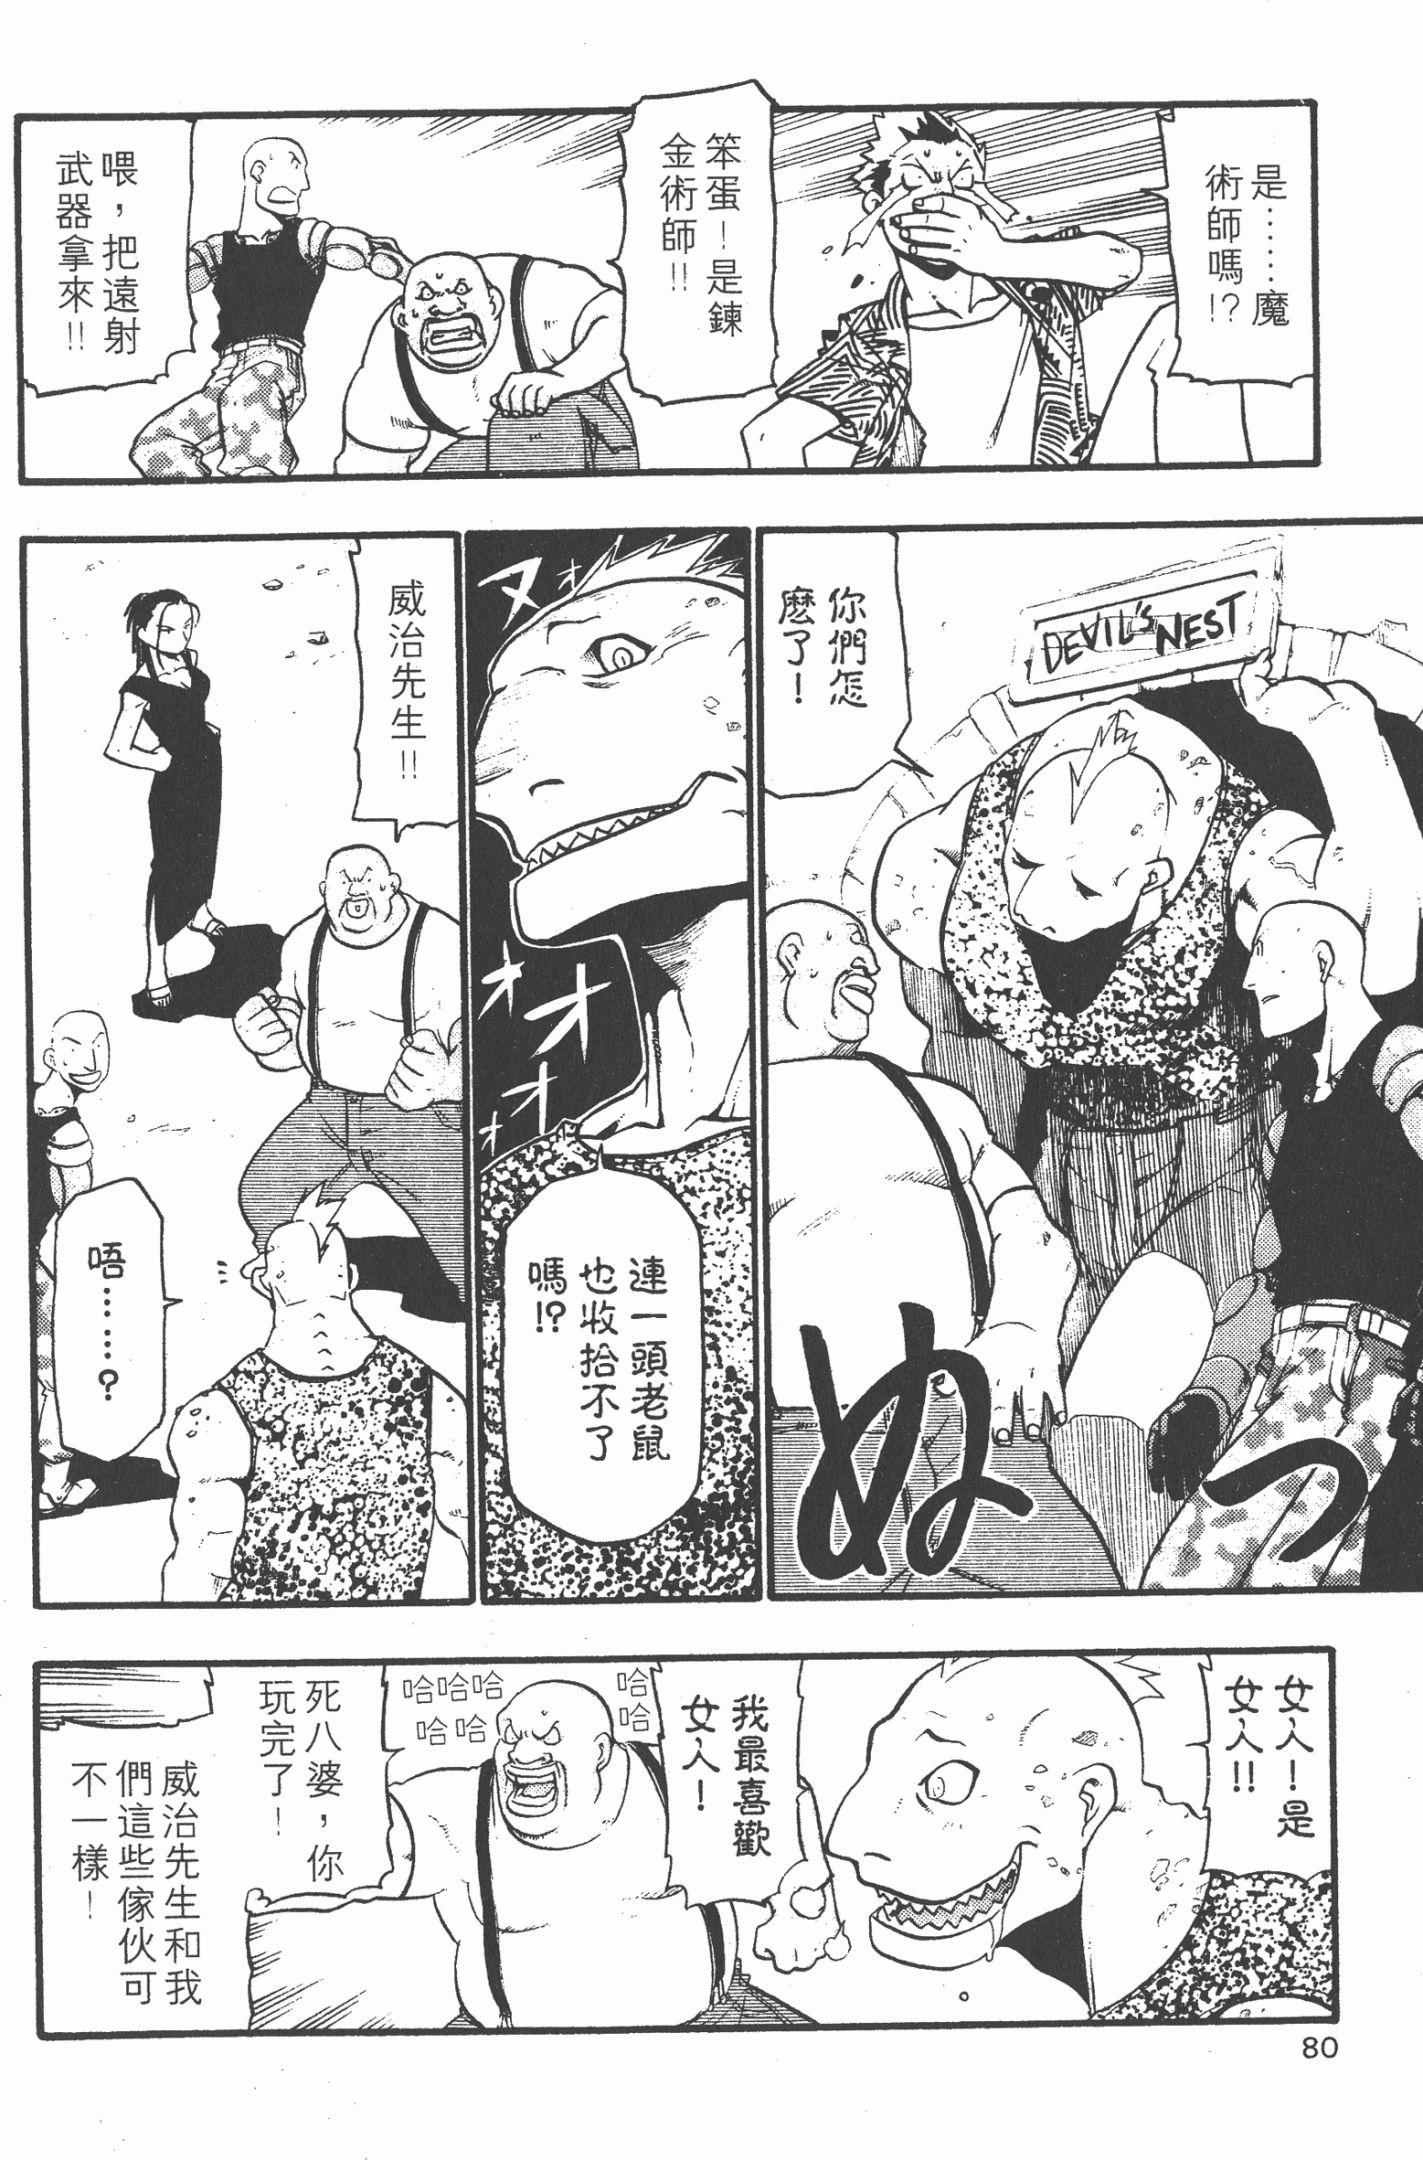 是……魔
術師嗎!?
笨蛋！是鍊
金術師!!
喂，把遠射
武器拿來!!
DEVIL'S NEST
你們怎
麼了！
ぬっ
ヌォ
オオオォ
連一頭老鼠
也收拾不了
嗎!?
威治先生!!
唔……？
女人！是
女人!!
我最喜歡
女人！
哈哈
哈哈哈
哈哈
死八婆，你
玩完了！
威治先生和我
們這些傢伙可
不一樣！
80